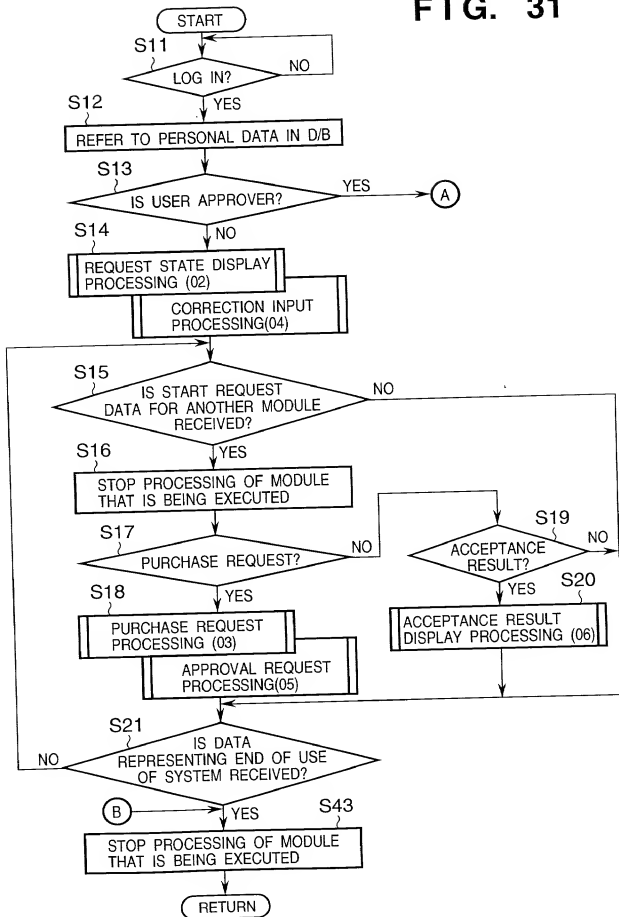 FIG. 31
START
S11
LOG IN?
NO
YES
S12
REFER TO PERSONAL DATA IN D/B
S13
IS USER APPROVER?
YES
A
NO
S14
REQUEST STATE DISPLAY
PROCESSING (02)
CORRECTION INPUT
PROCESSING(04)
S15
IS START REQUEST
DATA FOR ANOTHER MODULE
RECEIVED?
NO
YES
S16
STOP PROCESSING OF MODULE
THAT IS BEING EXECUTED
S17
PURCHASE REQUEST?
NO
YES
S19
ACCEPTANCE
RESULT?
NO
YES
S18
PURCHASE REQUEST
PROCESSING (03)
APPROVAL REQUEST
PROCESSING(05)
S20
ACCEPTANCE RESULT
DISPLAY PROCESSING (06)
S21
IS DATA
REPRESENTING END OF USE
OF SYSTEM RECEIVED?
NO
YES
B
S43
STOP PROCESSING OF MODULE
THAT IS BEING EXECUTED
RETURN